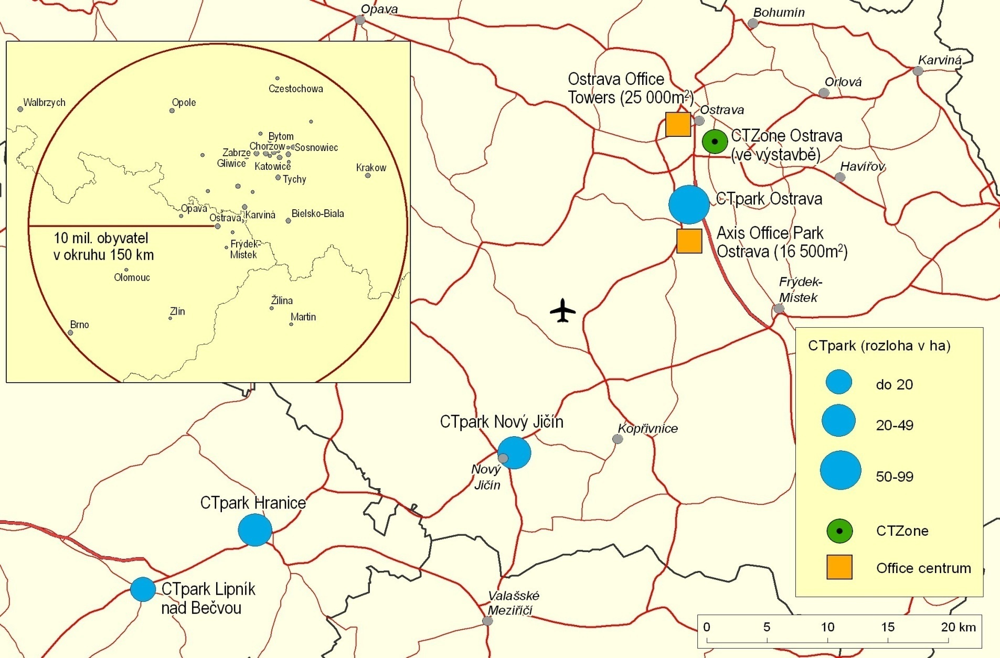 Opava
Bohumín
Karviná
Orlová
Ostrava Office
Towers (25 000m²)
Ostrava
CTZone Ostrava
(ve výstavbě)
Havířov
CTpark Ostrava
Axis Office Park
Ostrava (16 500m²)
Frýdek-
Místek
Czestochowa
Walbrzych
Opole
Bytom
Chorzow
Sosnowiec
Zabrze
Gliwice
Katowice
Krakow
Tychy
Opava
Ostrava
Karviná
Bielsko-Biala
10 mil. obyvatel
v okruhu 150 km
Frýdek-
Místek
Olomouc
Žilina
Zlín
Martin
Brno
CTpark Nový Jičín
Kopřivnice
Nový
Jičín
CTpark Hranice
CTpark Lipník
nad Bečvou
Valašské
Meziříčí
CTpark (rozloha v ha)
do 20
20-49
50-99
CTZone
Office centrum
0 5 10 15 20 km